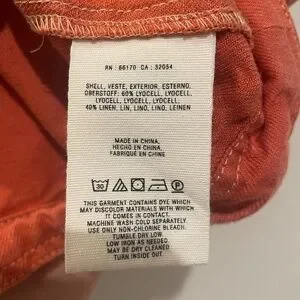 RN : 66170 CA : 32054
SHELL, VESTE, EXTERIOR, ESTERNO,
OBERSTOFF: 60% LYOCELL, LYOCELL,
LYOCELL, LYOCELL, LYOCELL,
40% LINEN, LIN, LINO, LINO, LEINEN
MADE IN CHINA,
HECHO EN CHINA,
FABRIQUE EN CHINE
30
THIS GARMENT CONTAINS DYE WHICH
MAY DISCOLOR MATERIALS WITH WHICH
IT COMES IN CONTACT.
MACHINE WASH COLD SEPARATELY
USE ONLY NON-CHLORINE BLEACH.
TUMBLE DRY LOW.
LOW IRON AS NEEDED
MAY BE DRY CLEANED
TURN INSIDE OUT